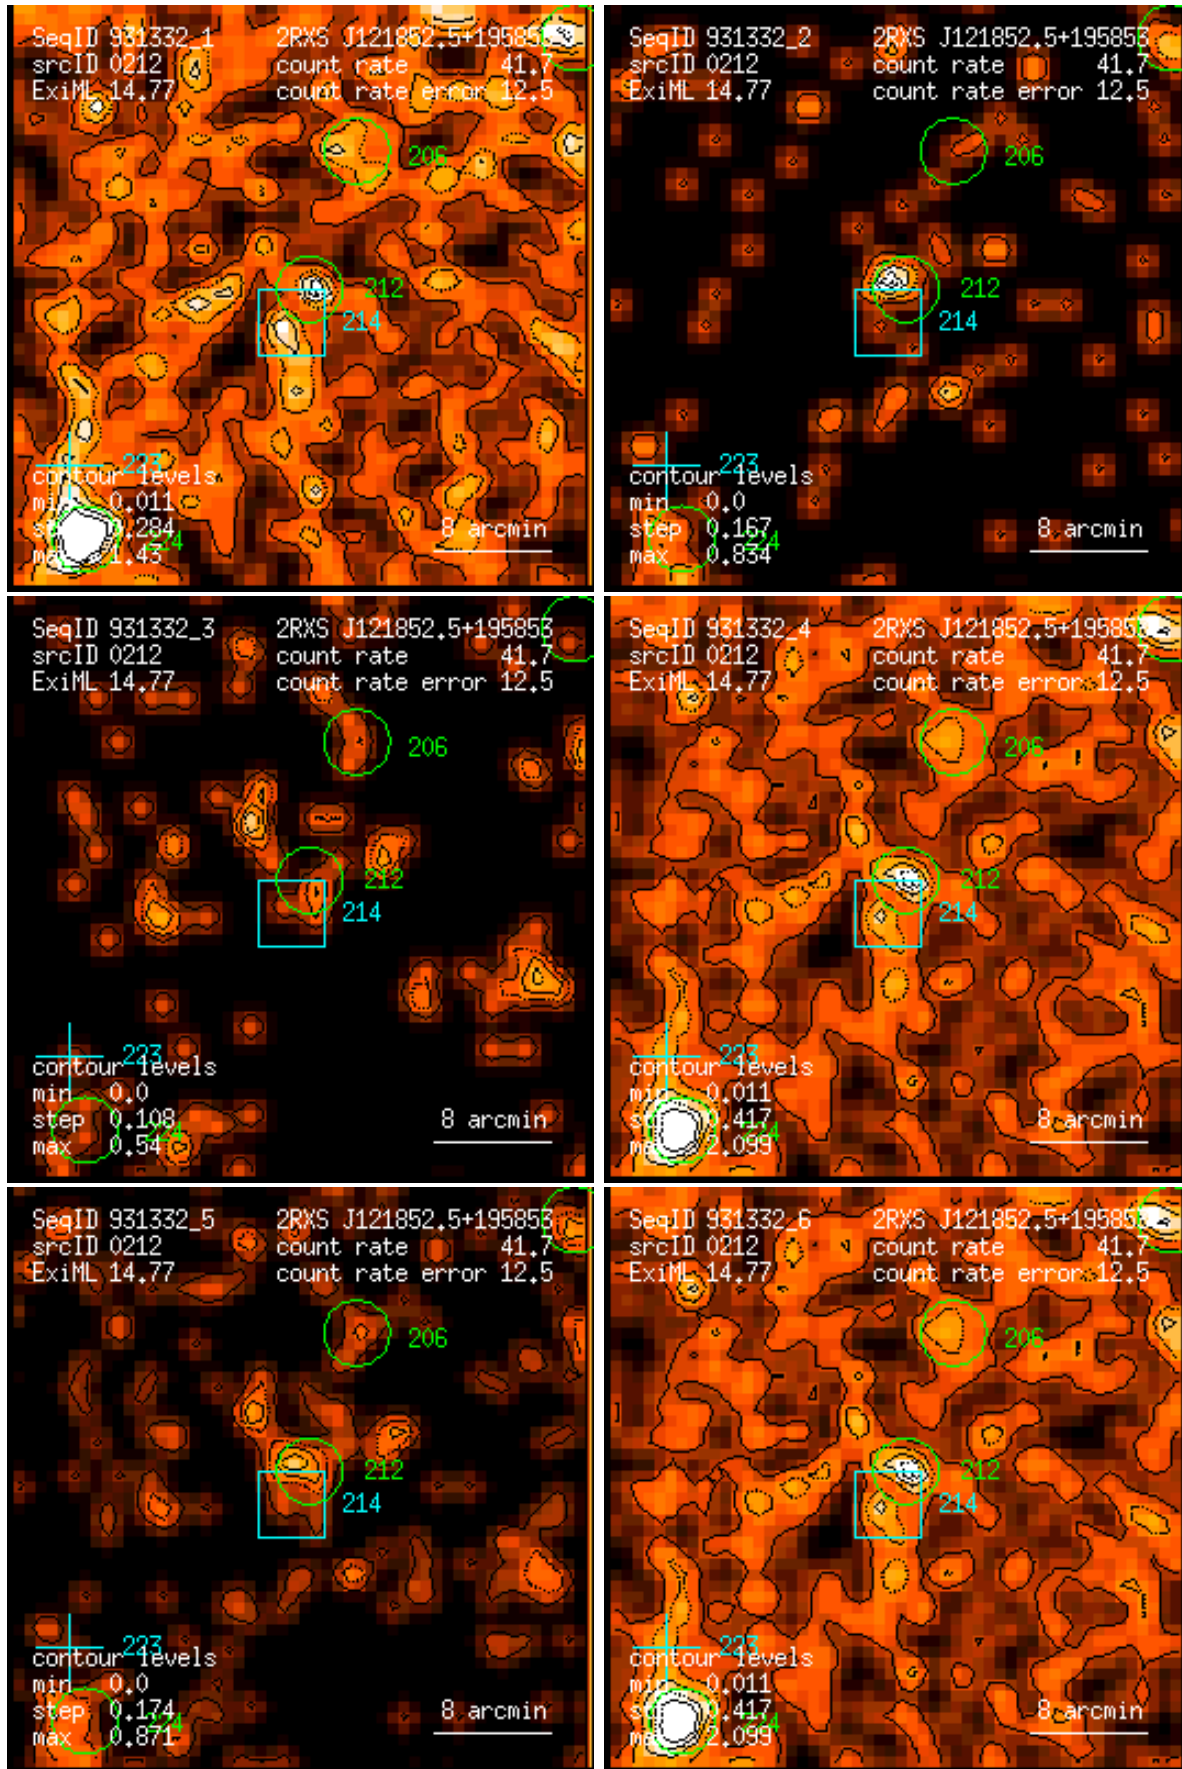 SeqID 931332_1 2RXS J121852.5+195853
srcID 0212 count rate 41.7
ExiML 14.77 count rate error 12.5
206
212
214
223
contour levels
min 0.011
step 0.284
224
max 1.43
8 arcmin
SeqID 931332_2 2RXS J121852.5+195853
srcID 0212 count rate 41.7
ExiML 14.77 count rate error 12.5
206
212
214
223
contour levels
min 0.0
step 0.167
224
max 0.834
8 arcmin
SeqID 931332_3 2RXS J121852.5+195853
srcID 0212 count rate 41.7
ExiML 14.77 count rate error 12.5
206
212
214
223
contour levels
min 0.0
step 0.108
224
max 0.54
8 arcmin
SeqID 931332_4 2RXS J121852.5+195853
srcID 0212 count rate 41.7
ExiML 14.77 count rate error 12.5
206
212
214
223
contour levels
min 0.011
step 0.417
224
max 2.099
8 arcmin
SeqID 931332_5 2RXS J121852.5+195853
srcID 0212 count rate 41.7
ExiML 14.77 count rate error 12.5
206
212
214
223
contour levels
min 0.0
step 0.174
224
max 0.871
8 arcmin
SeqID 931332_6 2RXS J121852.5+195853
srcID 0212 count rate 41.7
ExiML 14.77 count rate error 12.5
206
212
214
223
contour levels
min 0.011
step 0.417
224
max 2.099
8 arcmin